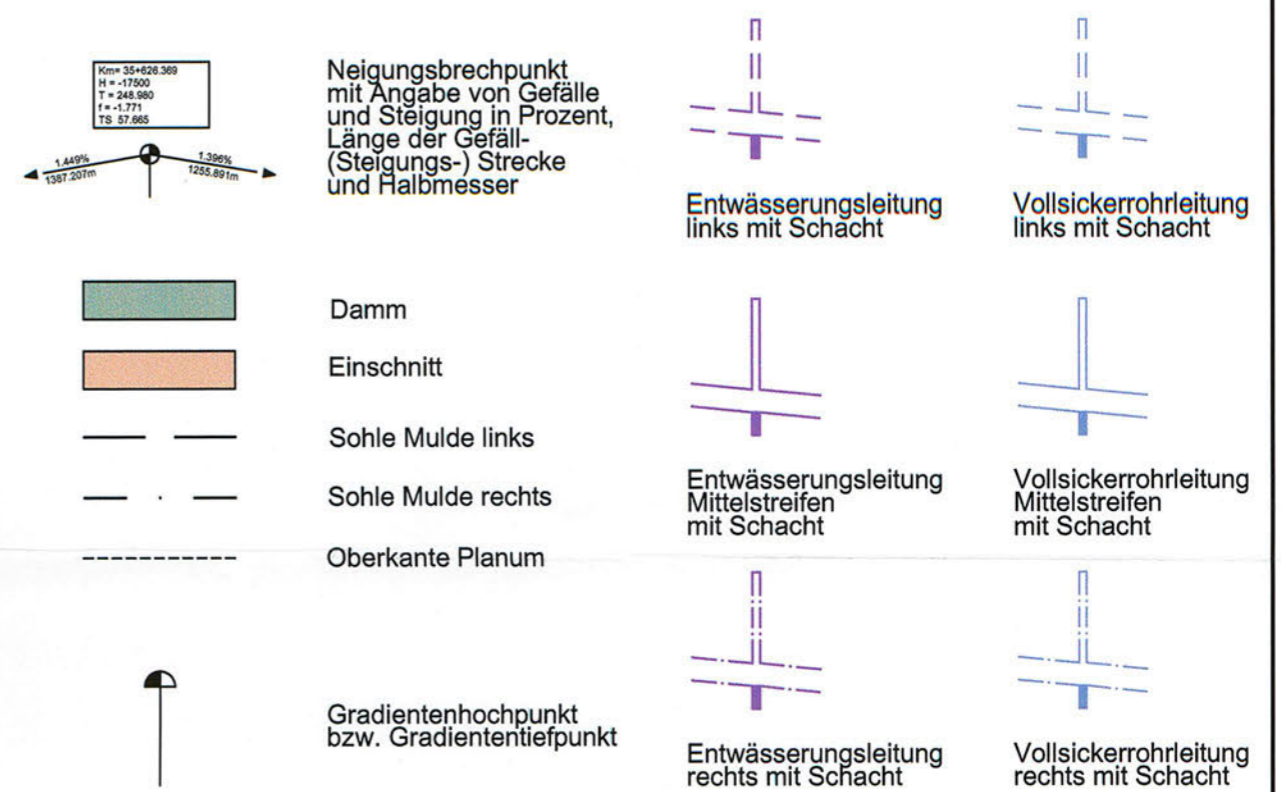 Km= 35+626.369
H = -17500
T = 248.980
f = -1.771
TS 57.665
1.449%
1387.207m
1.396%
1255.891m
Neigungsbrechpunkt
mit Angabe von Gefälle
und Steigung in Prozent,
Länge der Gefäll-
(Steigungs-) Strecke
und Halbmesser
Damm
Einschnitt
Sohle Mulde links
Sohle Mulde rechts
Oberkante Planum
Gradientenhochpunkt
bzw. Gradiententiefpunkt
Entwässerungsleitung
links mit Schacht
Vollsickerrohrleitung
links mit Schacht
Entwässerungsleitung
Mittelstreifen
mit Schacht
Vollsickerrohrleitung
Mittelstreifen
mit Schacht
Entwässerungsleitung
rechts mit Schacht
Vollsickerrohrleitung
rechts mit Schacht